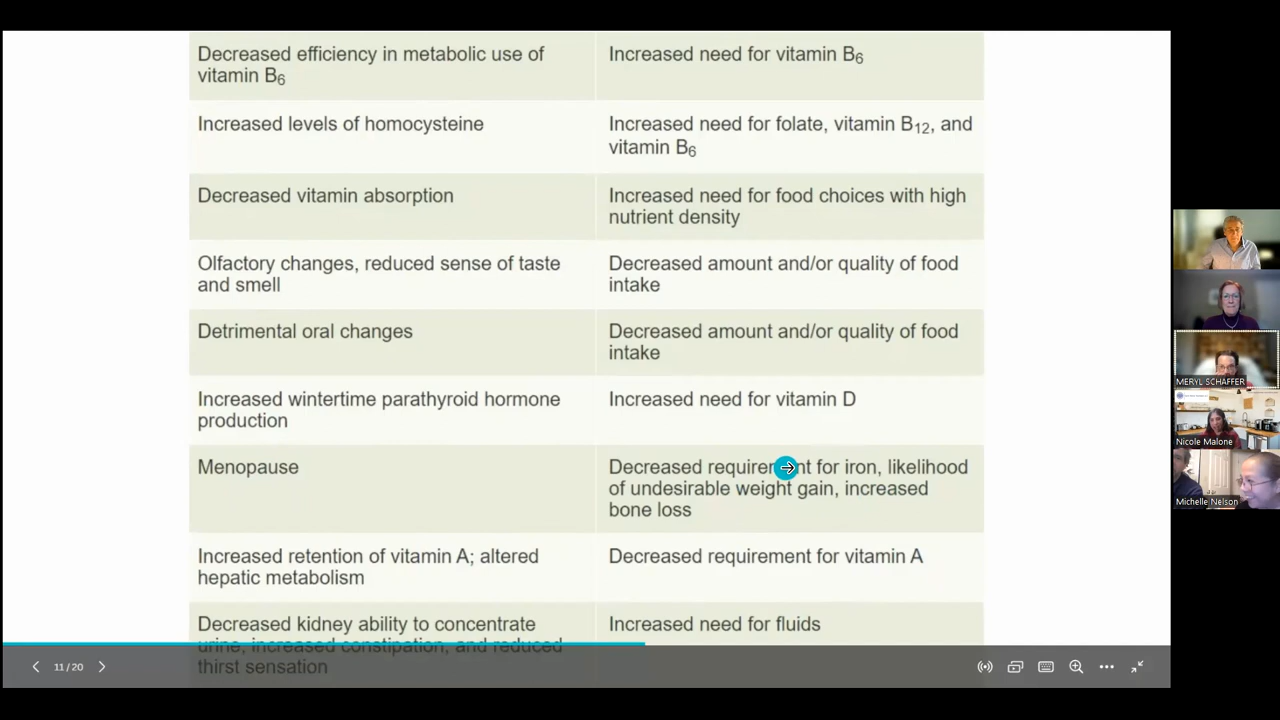 Decreased efficiency in metabolic use of
vitamin B6
Increased need for vitamin B6
Increased levels of homocysteine
Increased need for folate, vitamin B12, and
vitamin B6
Decreased vitamin absorption
Increased need for food choices with high
nutrient density
Olfactory changes, reduced sense of taste
and smell
Decreased amount and/or quality of food
intake
Detrimental oral changes
Decreased amount and/or quality of food
intake
Increased wintertime parathyroid hormone
production
Increased need for vitamin D
Menopause
Decreased requirement for iron, likelihood
of undesirable weight gain, increased
bone loss
Increased retention of vitamin A; altered
hepatic metabolism
Decreased requirement for vitamin A
Decreased kidney ability to concentrate
urine, increased constipation, and reduced
thirst sensation
Increased need for fluids
11 / 20
MERYL SCHAFFER
Nicole Malone
Michelle Nelson